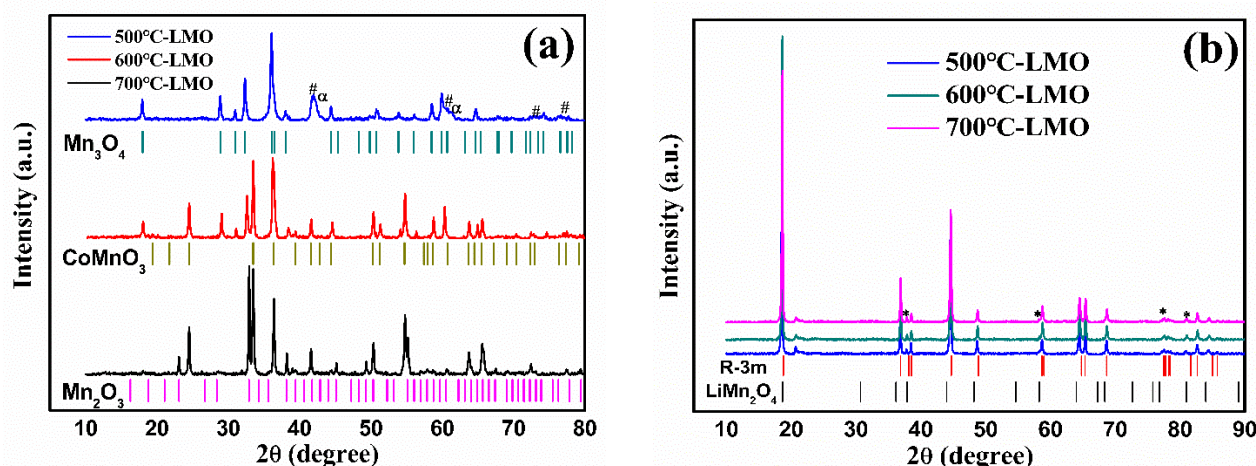 (a)
500°C-LMO
600°C-LMO
700°C-LMO
# α
# α
#
#
Mn₃O₄
CoMnO₃
Mn₂O₃
Intensity (a.u.)
10 20 30 40 50 60 70 80
2θ (degree)
(b)
500°C-LMO
600°C-LMO
700°C-LMO
* * * *
R-3m
LiMn₂O₄
Intensity (a.u.)
10 20 30 40 50 60 70 80 90
2θ (degree)